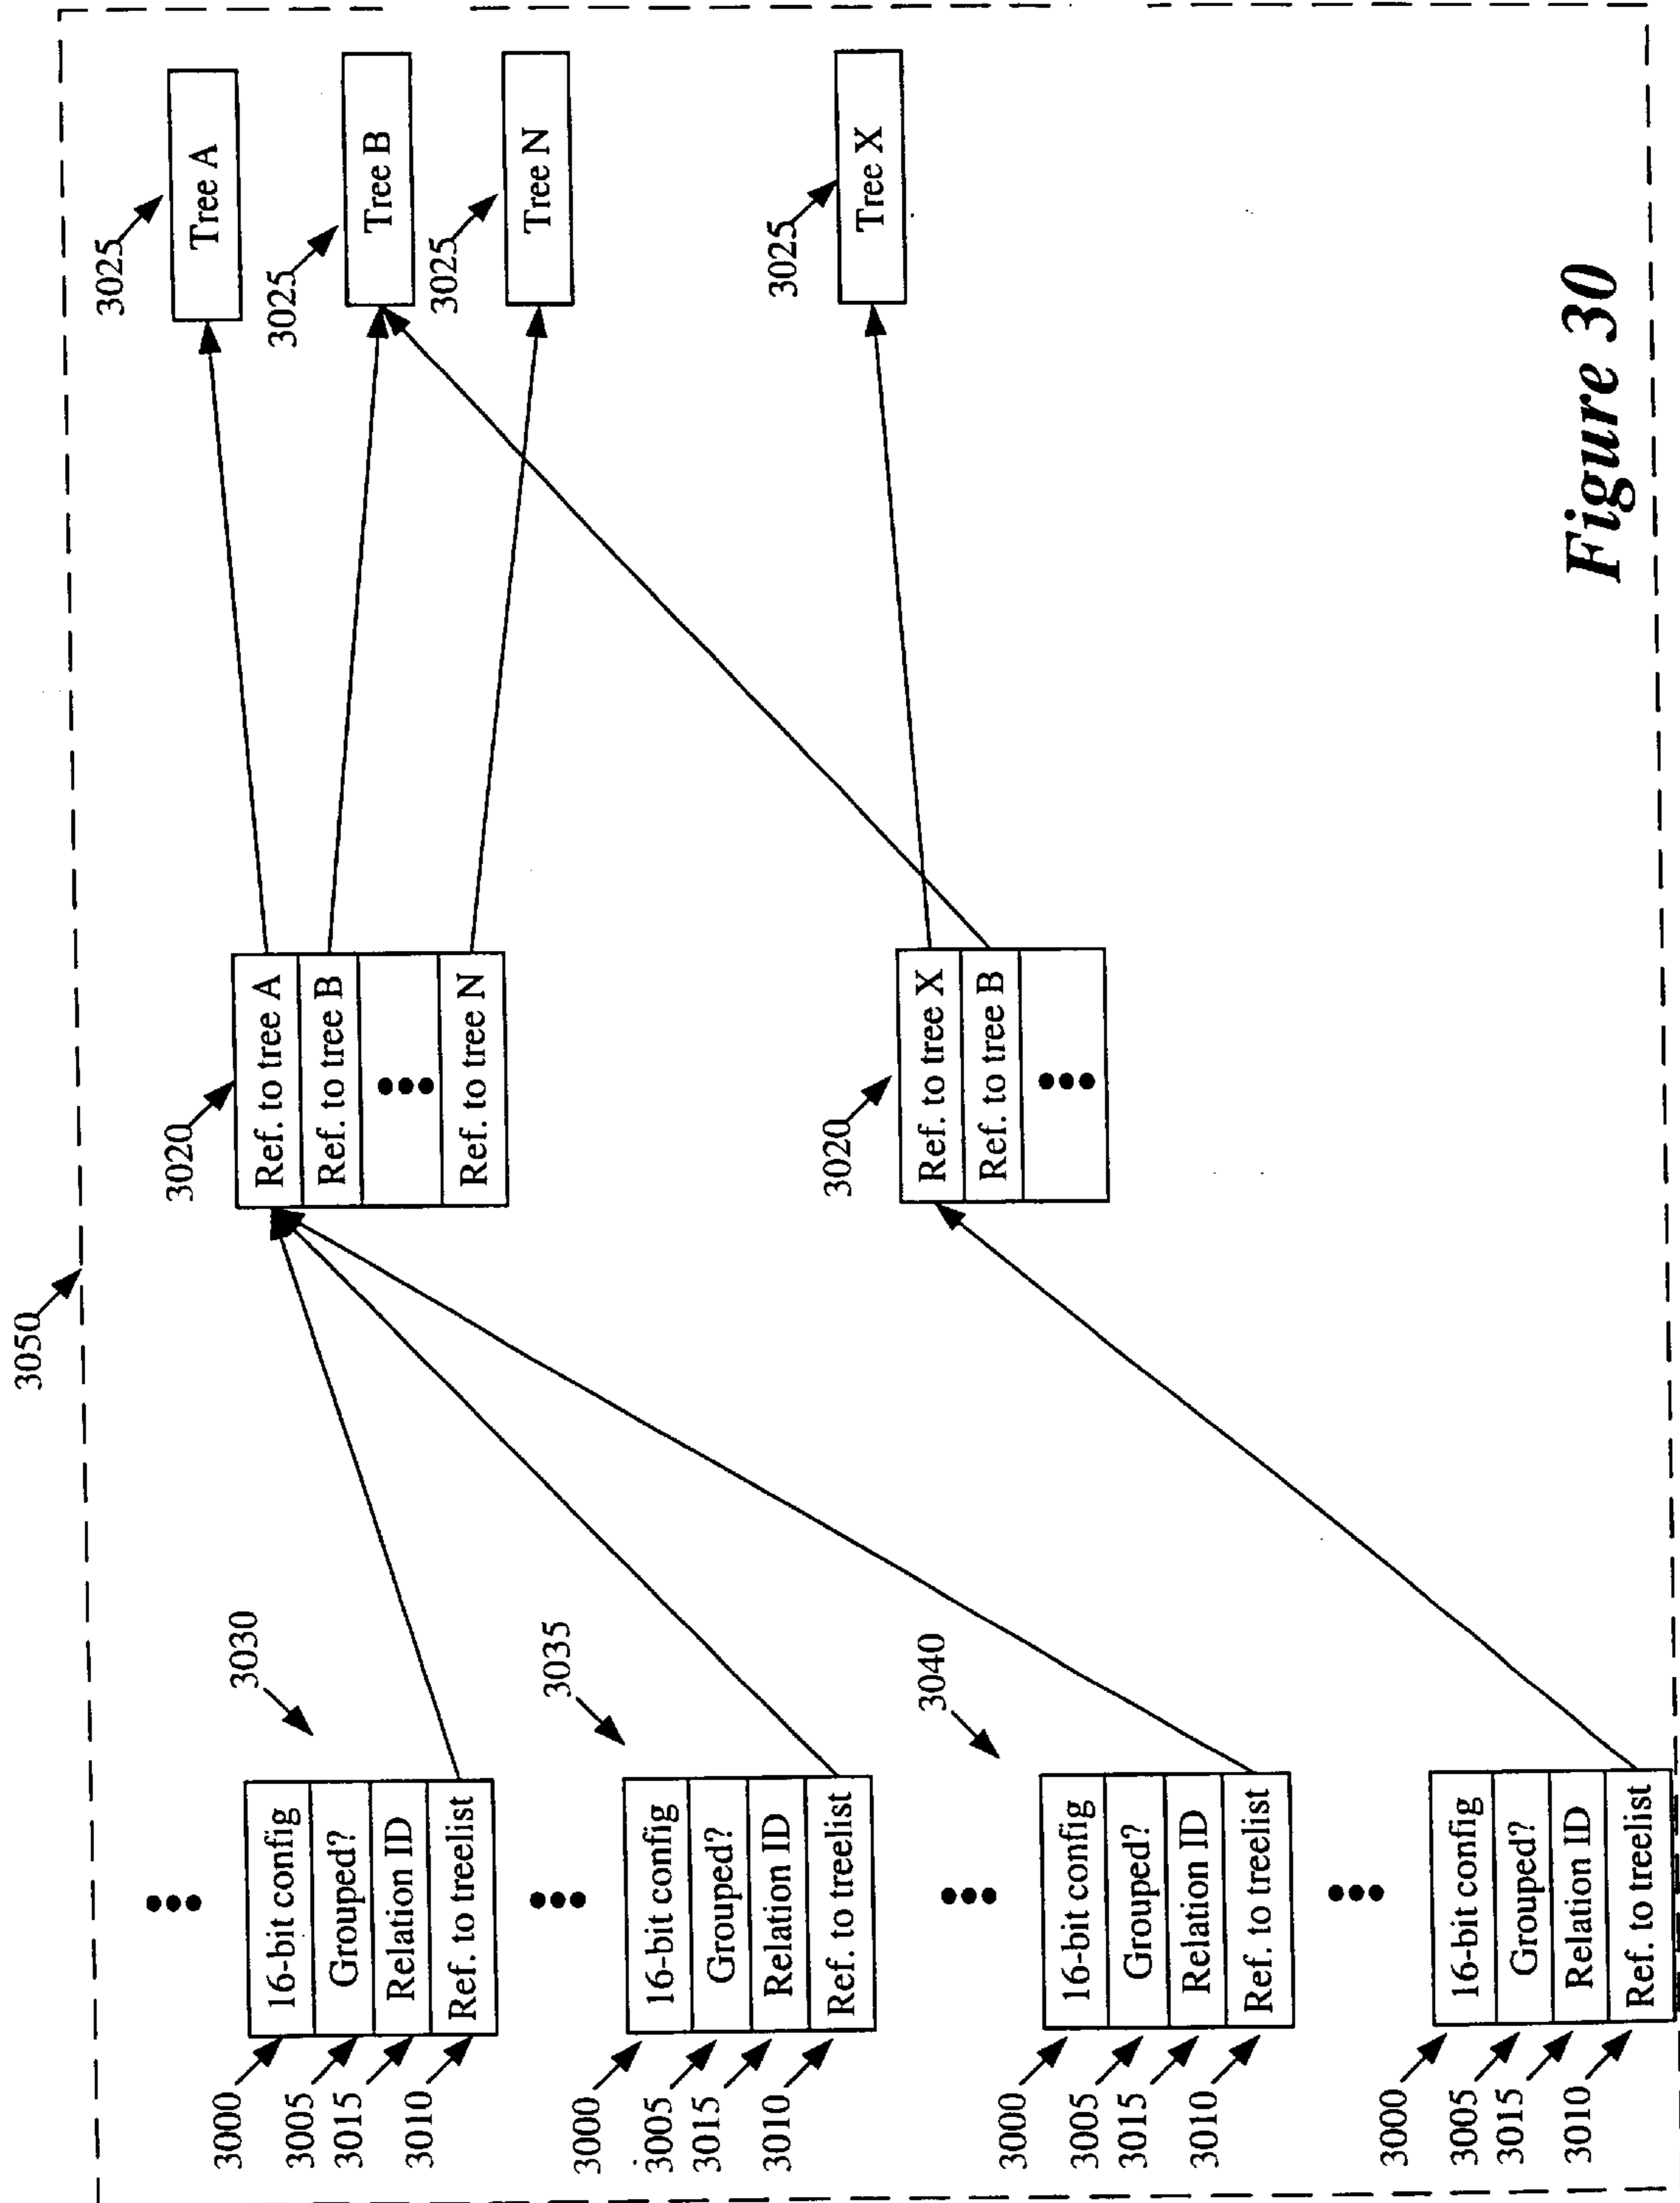 3050
3000
3005
3015
3010
16-bit config
Grouped?
Relation ID
Ref. to treelist
3030
3000
3005
3015
3010
16-bit config
Grouped?
Relation ID
Ref. to treelist
3035
3000
3005
3015
3010
16-bit config
Grouped?
Relation ID
Ref. to treelist
3040
3000
3005
3015
3010
16-bit config
Grouped?
Relation ID
Ref. to treelist
3020
Ref. to tree A
Ref. to tree B
Ref. to tree N
3020
Ref. to tree X
Ref. to tree B
3025
Tree A
3025
Tree B
3025
Tree N
3025
Tree X
Figure 30